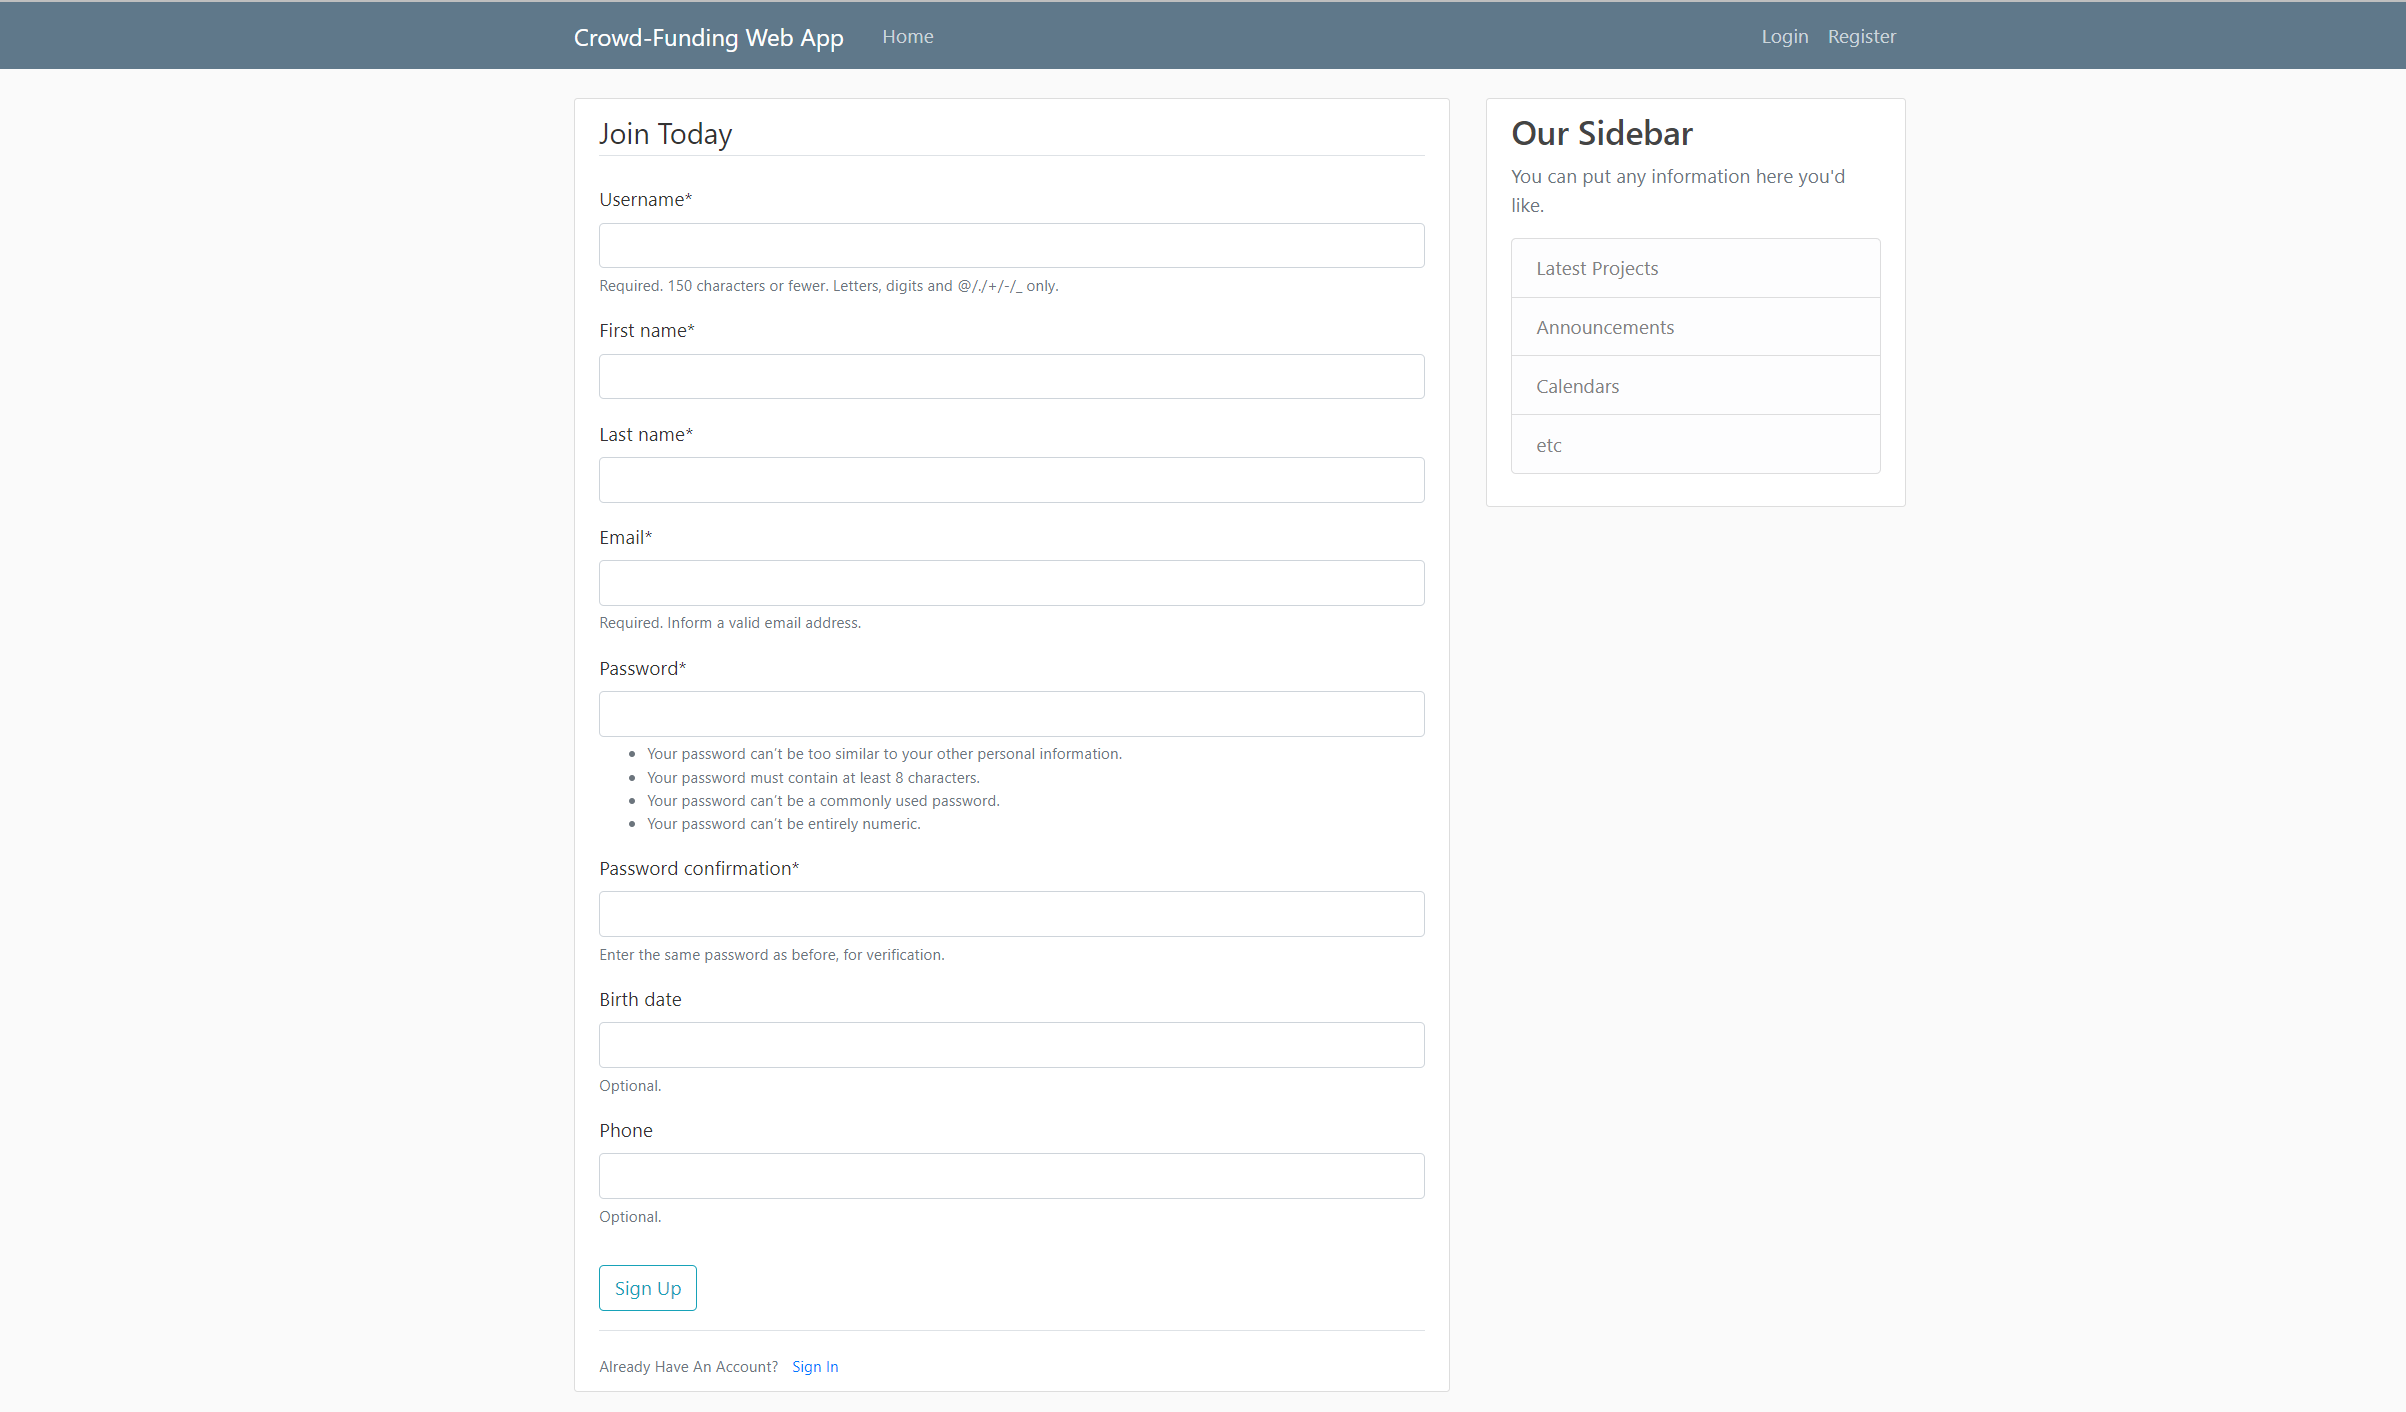 Crowd-Funding Web App Home Login Register
Join Today
Username*
Required. 150 characters or fewer. Letters, digits and @/./+/-/_ only.
First name*
Last name*
Email*
Required. Inform a valid email address.
Password*
• Your password can't be too similar to your other personal information.
• Your password must contain at least 8 characters.
• Your password can't be a commonly used password.
• Your password can't be entirely numeric.
Password confirmation*
Enter the same password as before, for verification.
Birth date
Optional.
Phone
Optional.
Sign Up
Already Have An Account? Sign In
Our Sidebar
You can put any information here you'd
like.
Latest Projects
Announcements
Calendars
etc